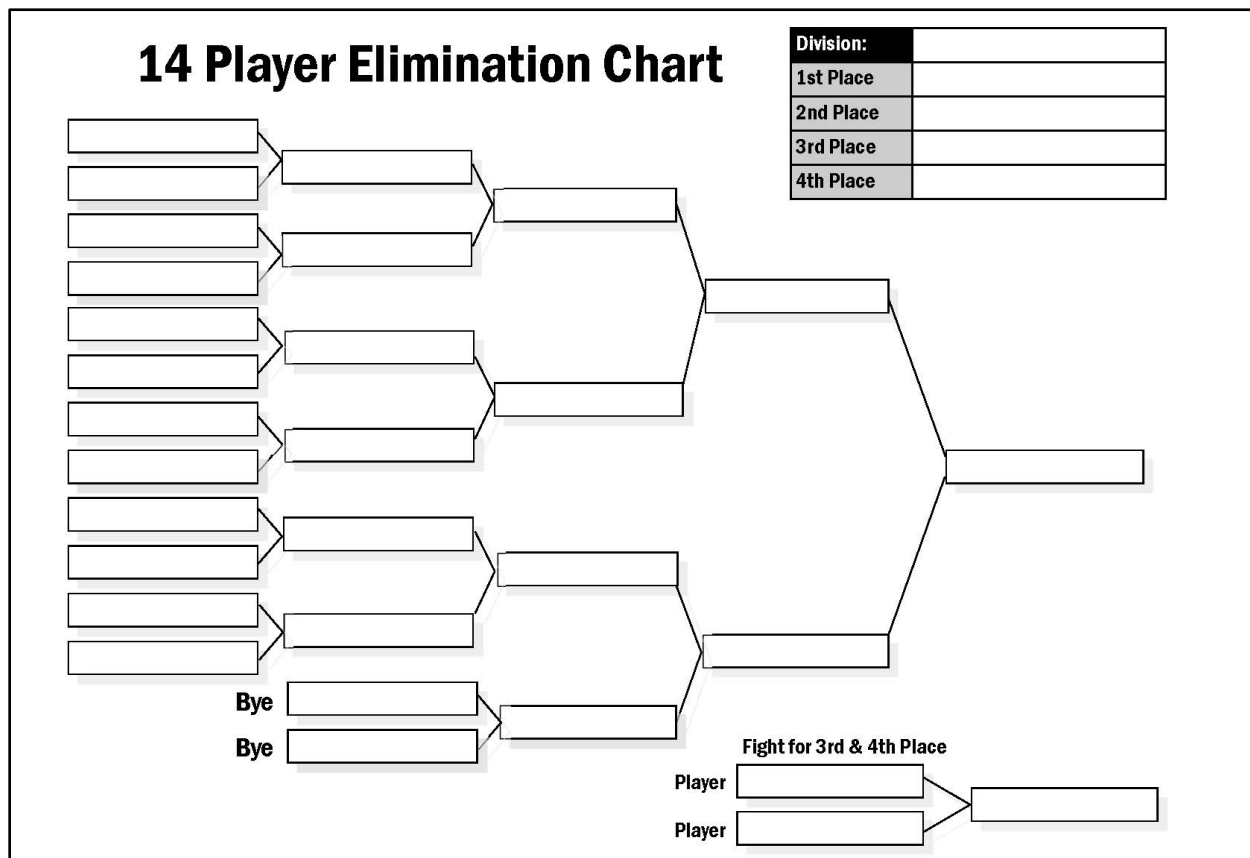 14 Player Elimination Chart
Division:
1st Place
2nd Place
3rd Place
4th Place
Bye
Bye
Fight for 3rd & 4th Place
Player
Player